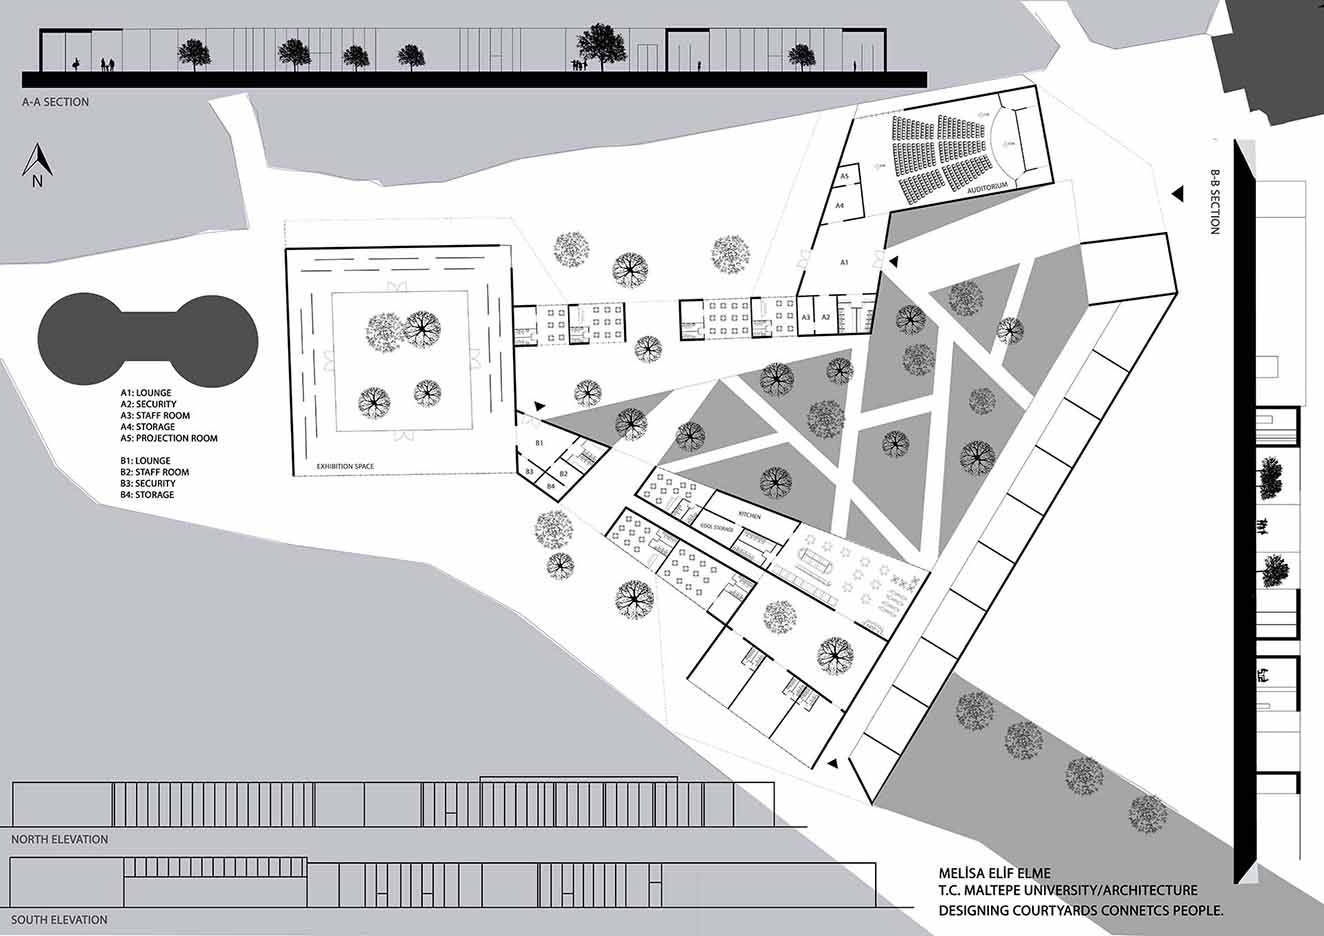 A-A SECTION
N
B-B SECTION
A5
A4
AUDITORIUM
A1
A3
A2
A1: LOUNGE
A2: SECURITY
A3: STAFF ROOM
A4: STORAGE
A5: PROJECTION ROOM
B1: LOUNGE
B2: STAFF ROOM
B3: SECURITY
B4: STORAGE
EXHIBITION SPACE
B1
B2
B3
B4
KITCHEN
COOL STORAGE
NORTH ELEVATION
SOUTH ELEVATION
MELİSA ELİF ELME
T.C. MALTEPE UNIVERSITY/ARCHITECTURE
DESIGNING COURTYARDS CONNETCS PEOPLE.